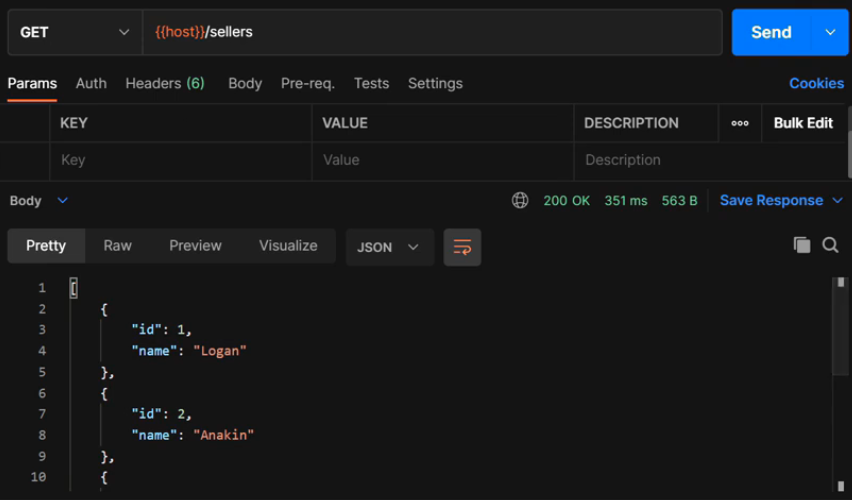 GET {{host}}/sellers Send
Params Auth Headers (6) Body Pre-req. Tests Settings Cookies
KEY VALUE DESCRIPTION ooo Bulk Edit
Key Value Description
Body 200 OK 351 ms 563 B Save Response
Pretty Raw Preview Visualize JSON
1 [
2 {
3 "id": 1,
4 "name": "Logan"
5 },
6 {
7 "id": 2,
8 "name": "Anakin"
9 },
10 {